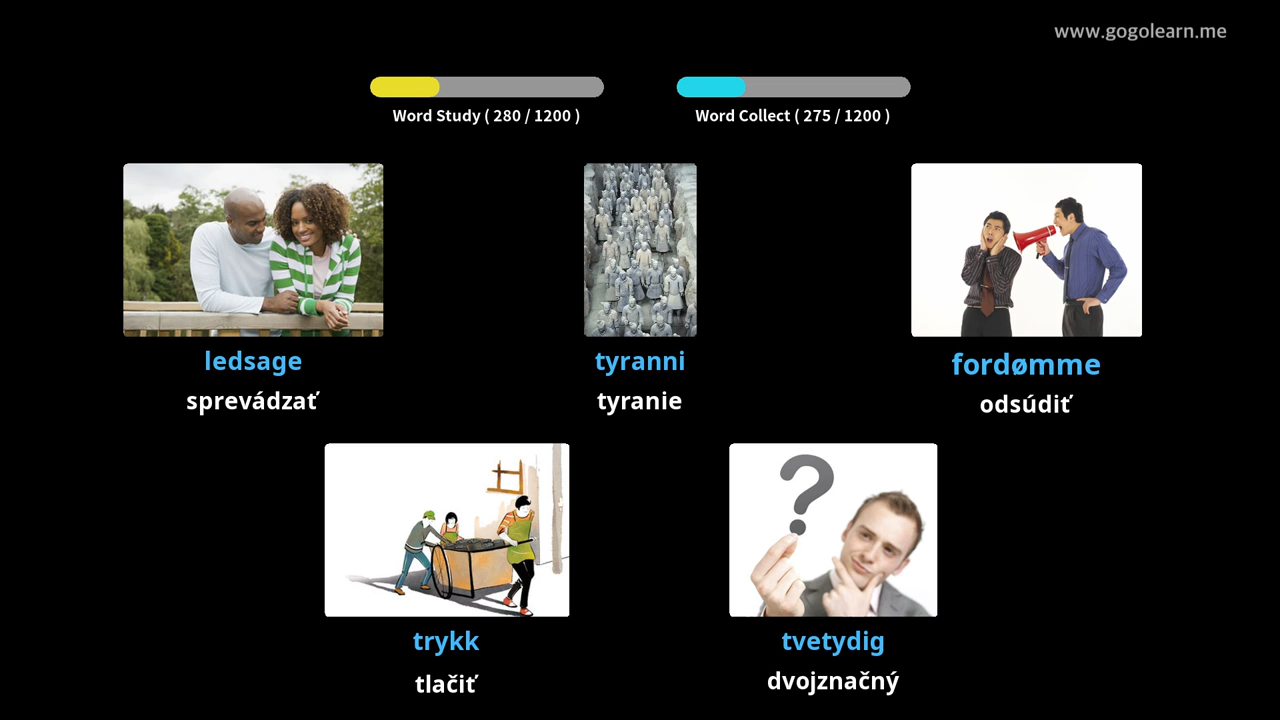 www.gogolearn.me
Word Study ( 280 / 1200 )
Word Collect ( 275 / 1200 )
ledsage
sprevádzať
tyranni
tyranie
fordømme
odsúdiť
trykk
tlačiť
tvetydig
dvojznačný